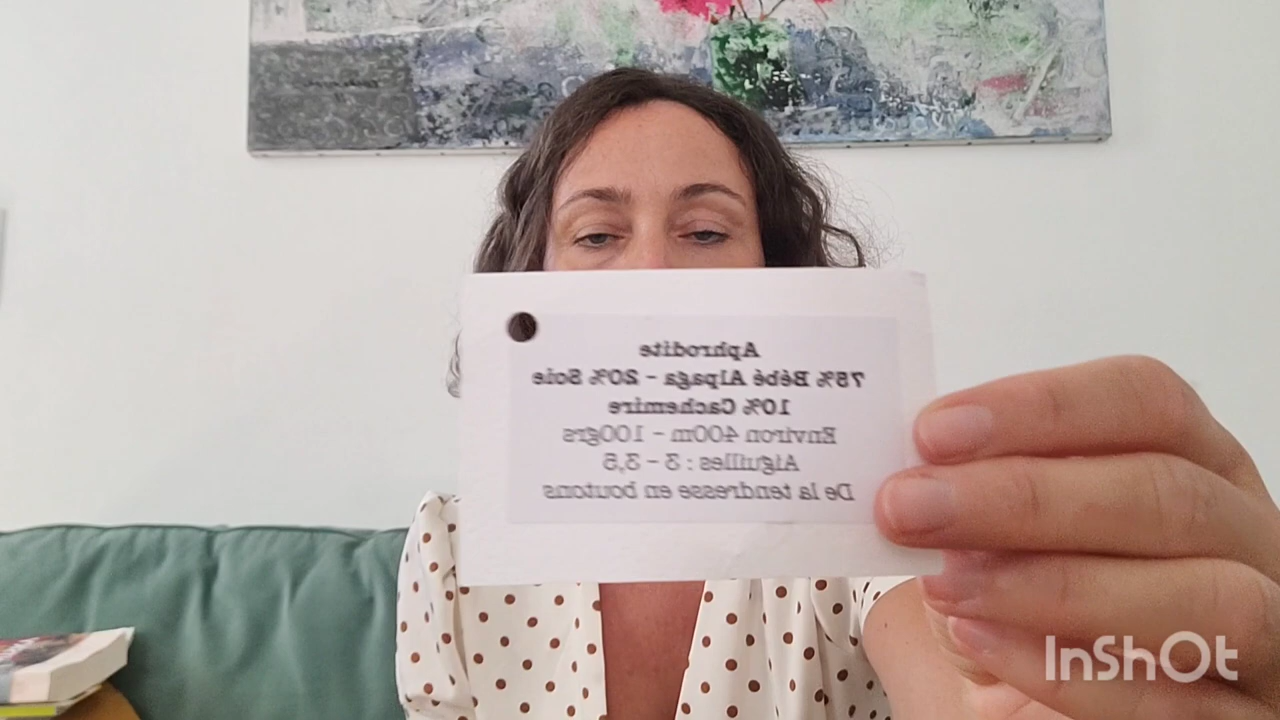 Aphrodite
75% Bébé Alpaga - 20% Soie
10% Cachemire
Environ 400m - 100grs
Aiguilles : 3 - 3,5
De la tendresse en boutons
InShOt